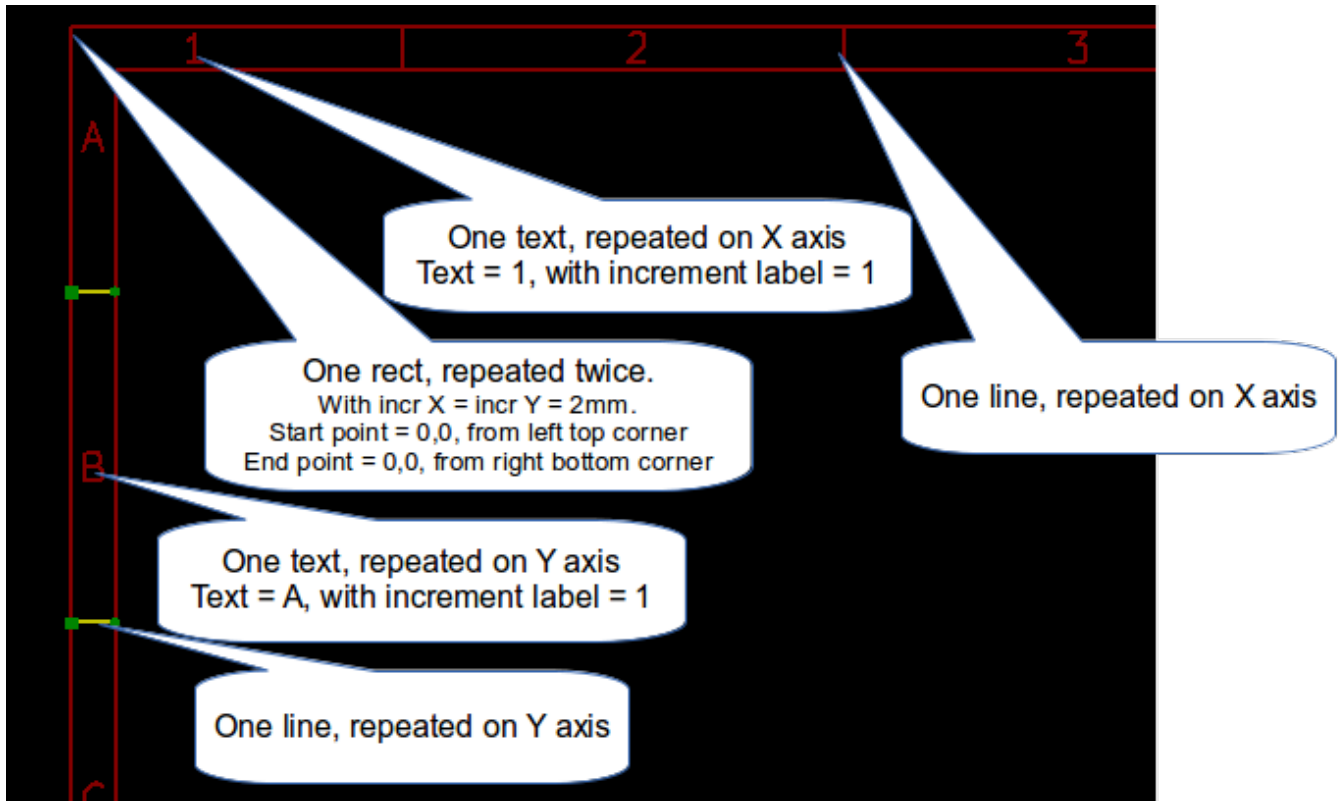 1
2
3
A
One text, repeated on X axis
Text = 1, with increment label = 1
One rect, repeated twice.
With incr X = incr Y = 2mm.
Start point = 0,0, from left top corner
End point = 0,0, from right bottom corner
One line, repeated on X axis
B
One text, repeated on Y axis
Text = A, with increment label = 1
One line, repeated on Y axis
C